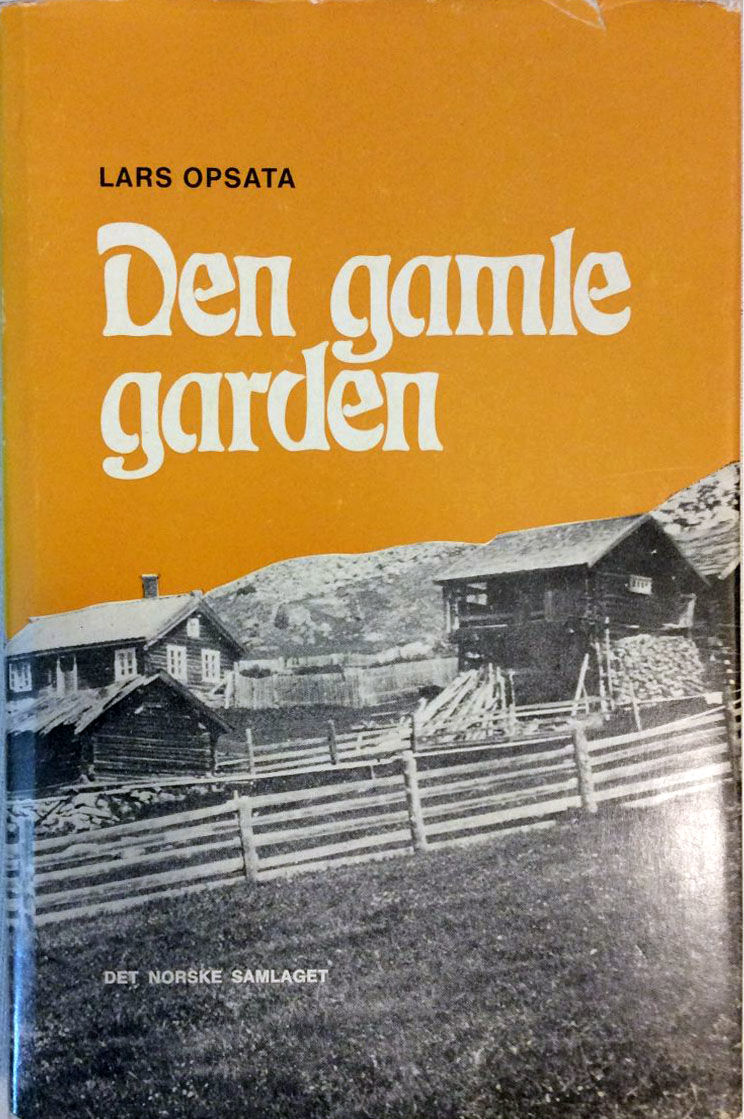 LARS OPSATA
Den gamle
garden
DET NORSKE SAMLAGET